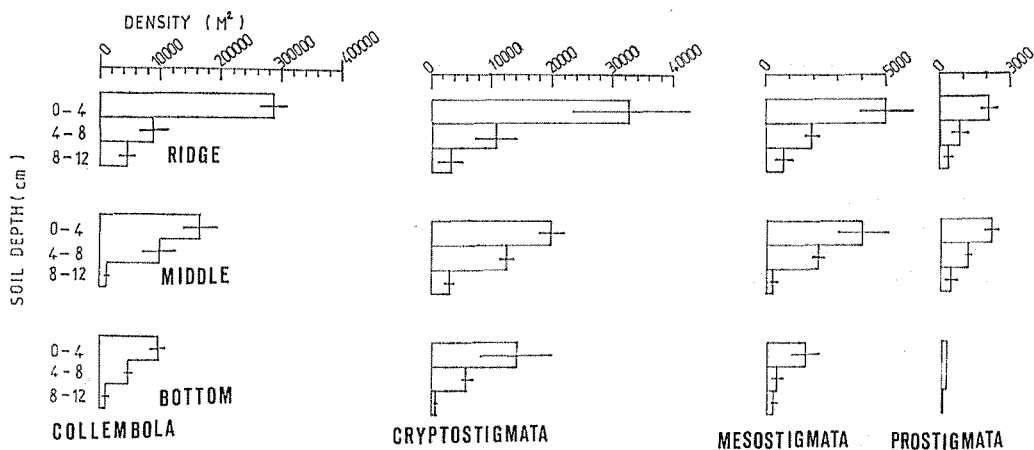 DENSITY (M²)
0 10000 200000 300000 400000
0 10000 20000 30000 40000
0 5000
0 3000
SOIL DEPTH (cm)
0-4
4-8
8-12
RIDGE
0-4
4-8
8-12
MIDDLE
0-4
4-8
8-12
BOTTOM
COLLEMBOLA
CRYPTOSTIGMATA
MESOSTIGMATA
PROSTIGMATA